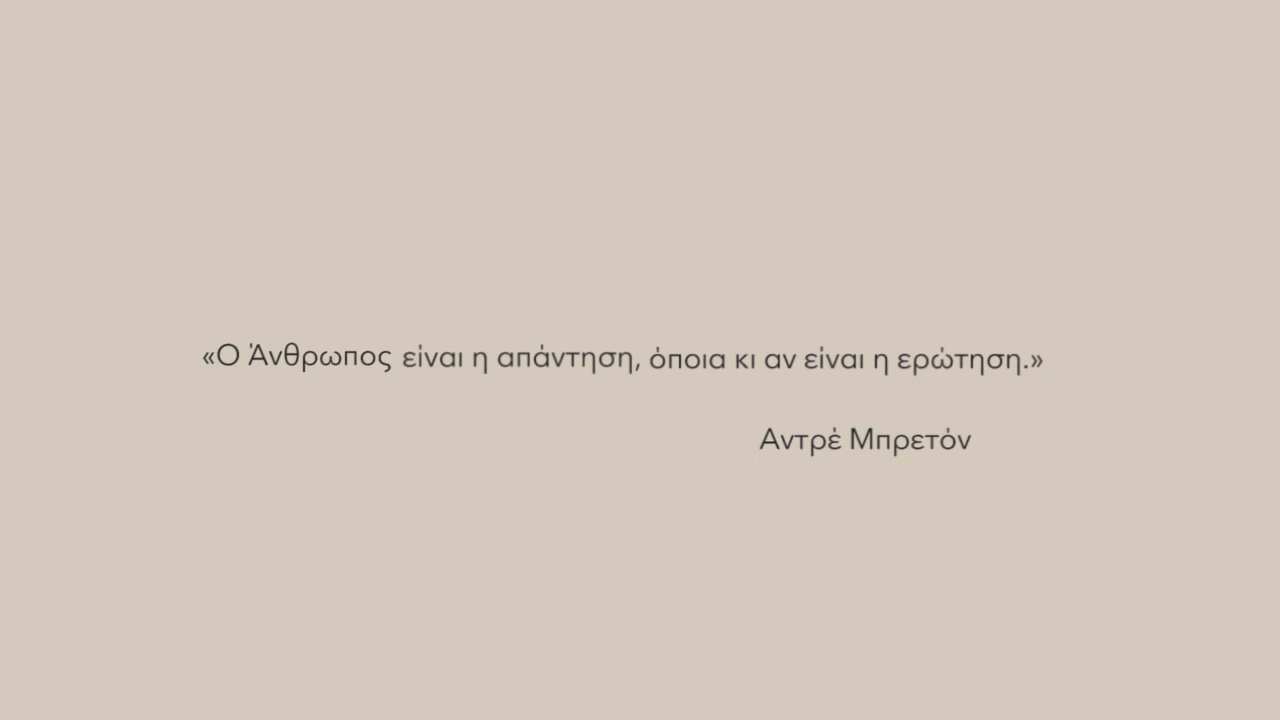 «Ο Άνθρωπος είναι η απάντηση, όποια κι αν είναι η ερώτηση.»
Αντρέ Μπρετόν